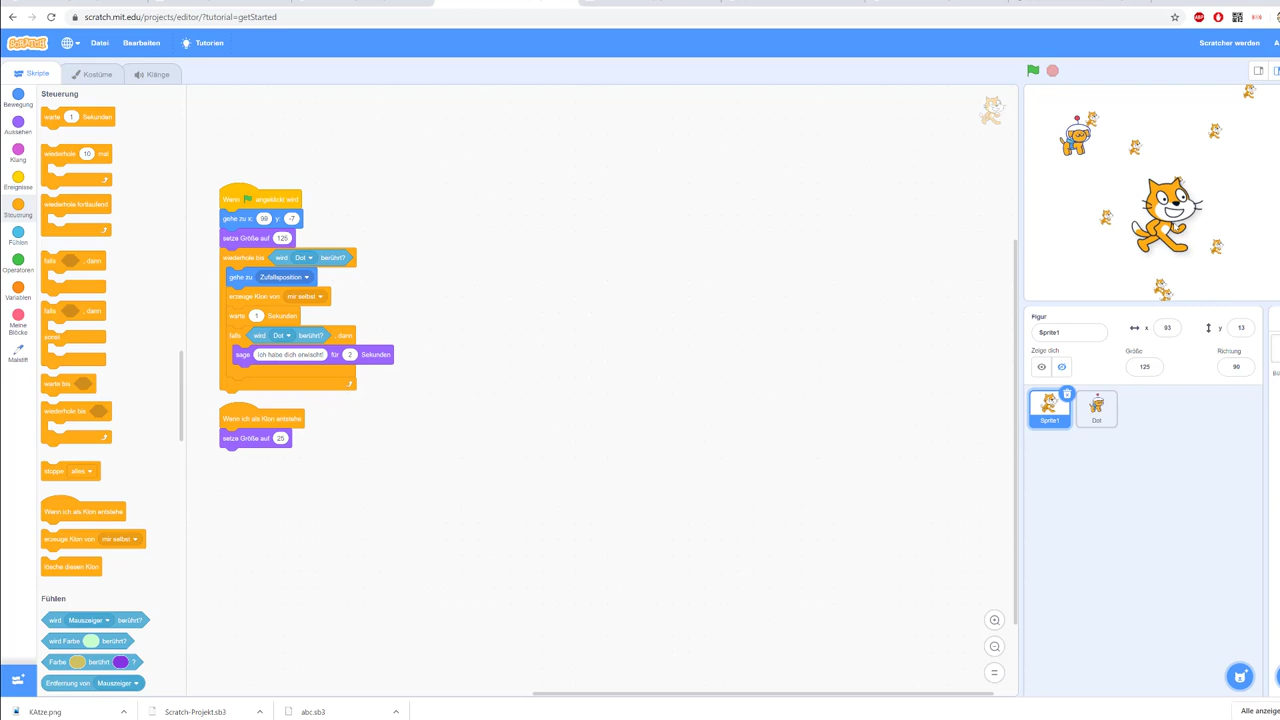 scratch.mit.edu/projects/editor/?tutorial=getStarted
ABP
SCRATCH
Datei
Bearbeiten
Tutorien
Scratcher werden
Skripte
Kostüme
Klänge
Bewegung
Aussehen
Klang
Ereignisse
Steuerung
Fühlen
Operatoren
Variablen
Meine
Blöcke
Malstift
Steuerung
warte 1 Sekunden
wiederhole 10 mal
wiederhole fortlaufend
falls , dann
falls , dann
sonst
warte bis
wiederhole bis
stoppe alles
Wenn ich als Klon entstehe
erzeuge Klon von mir selbst
lösche diesen Klon
Fühlen
wird Mauszeiger berührt?
wird Farbe berührt?
Farbe berührt ?
Entfernung von Mauszeiger
Wenn angeklickt wird
gehe zu x: 99 y: -7
setze Größe auf 125
wiederhole bis wird Dot berührt?
gehe zu Zufallsposition
erzeuge Klon von mir selbst
warte 1 Sekunden
falls wird Dot berührt? , dann
sage Ich habe dich erwischt! für 2 Sekunden
Wenn ich als Klon entstehe
setze Größe auf 25
Figur
Sprite1
x 93
y 13
Zeige dich
Größe
Richtung
125
90
Sprite1
Dot
KAtze.png
Scratch-Projekt.sb3
abc.sb3